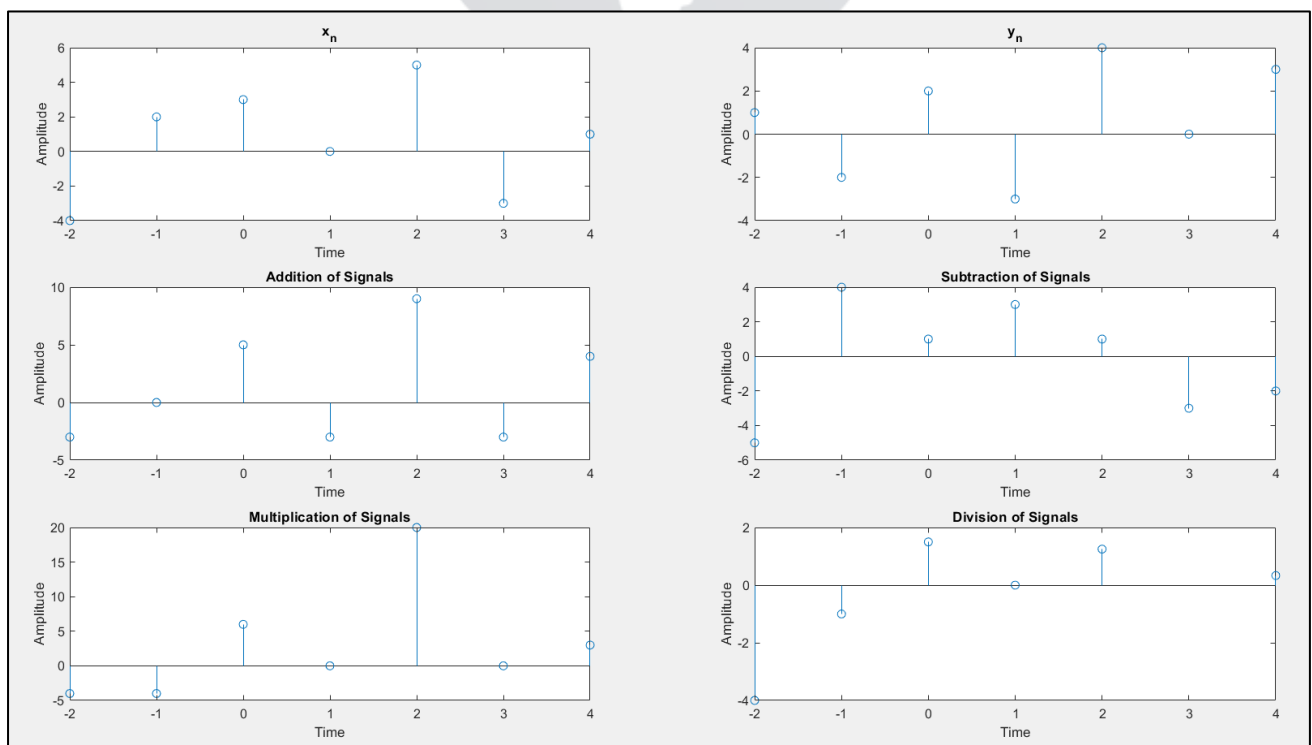 x_n
6
4
2
0
-2
-4
Amplitude
-2 -1 0 1 2 3 4
Time
y_n
4
2
0
-2
-4
Amplitude
-2 -1 0 1 2 3 4
Time
Addition of Signals
10
5
0
-5
Amplitude
-2 -1 0 1 2 3 4
Time
Subtraction of Signals
4
2
0
-2
-4
-6
Amplitude
-2 -1 0 1 2 3 4
Time
Multiplication of Signals
20
15
10
5
0
-5
Amplitude
-2 -1 0 1 2 3 4
Time
Division of Signals
2
0
-2
-4
Amplitude
-2 -1 0 1 2 3 4
Time